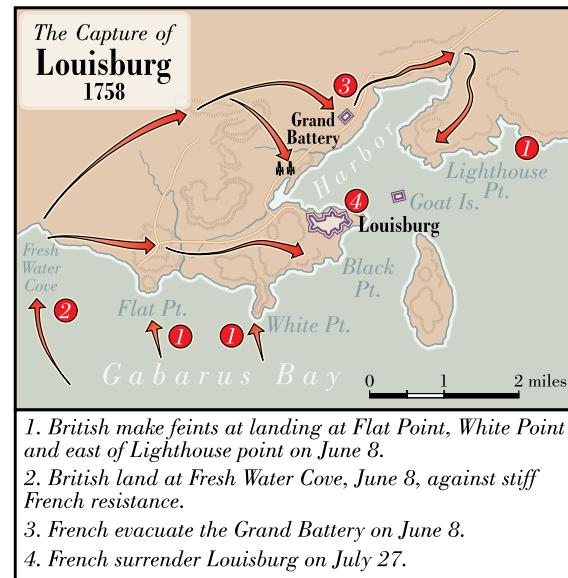 The Capture of
Louisburg
1758
3
Grand
Battery
Harbor
1
Lighthouse
Pt.
4
Goat Is.
Louisburg
Fresh
Water
Cove
Black
Pt.
2
Flat Pt.
1
1
White Pt.
Gabarus Bay
0 1 2 miles
1. British make feints at landing at Flat Point, White Point
and east of Lighthouse point on June 8.
2. British land at Fresh Water Cove, June 8, against stiff
French resistance.
3. French evacuate the Grand Battery on June 8.
4. French surrender Louisburg on July 27.